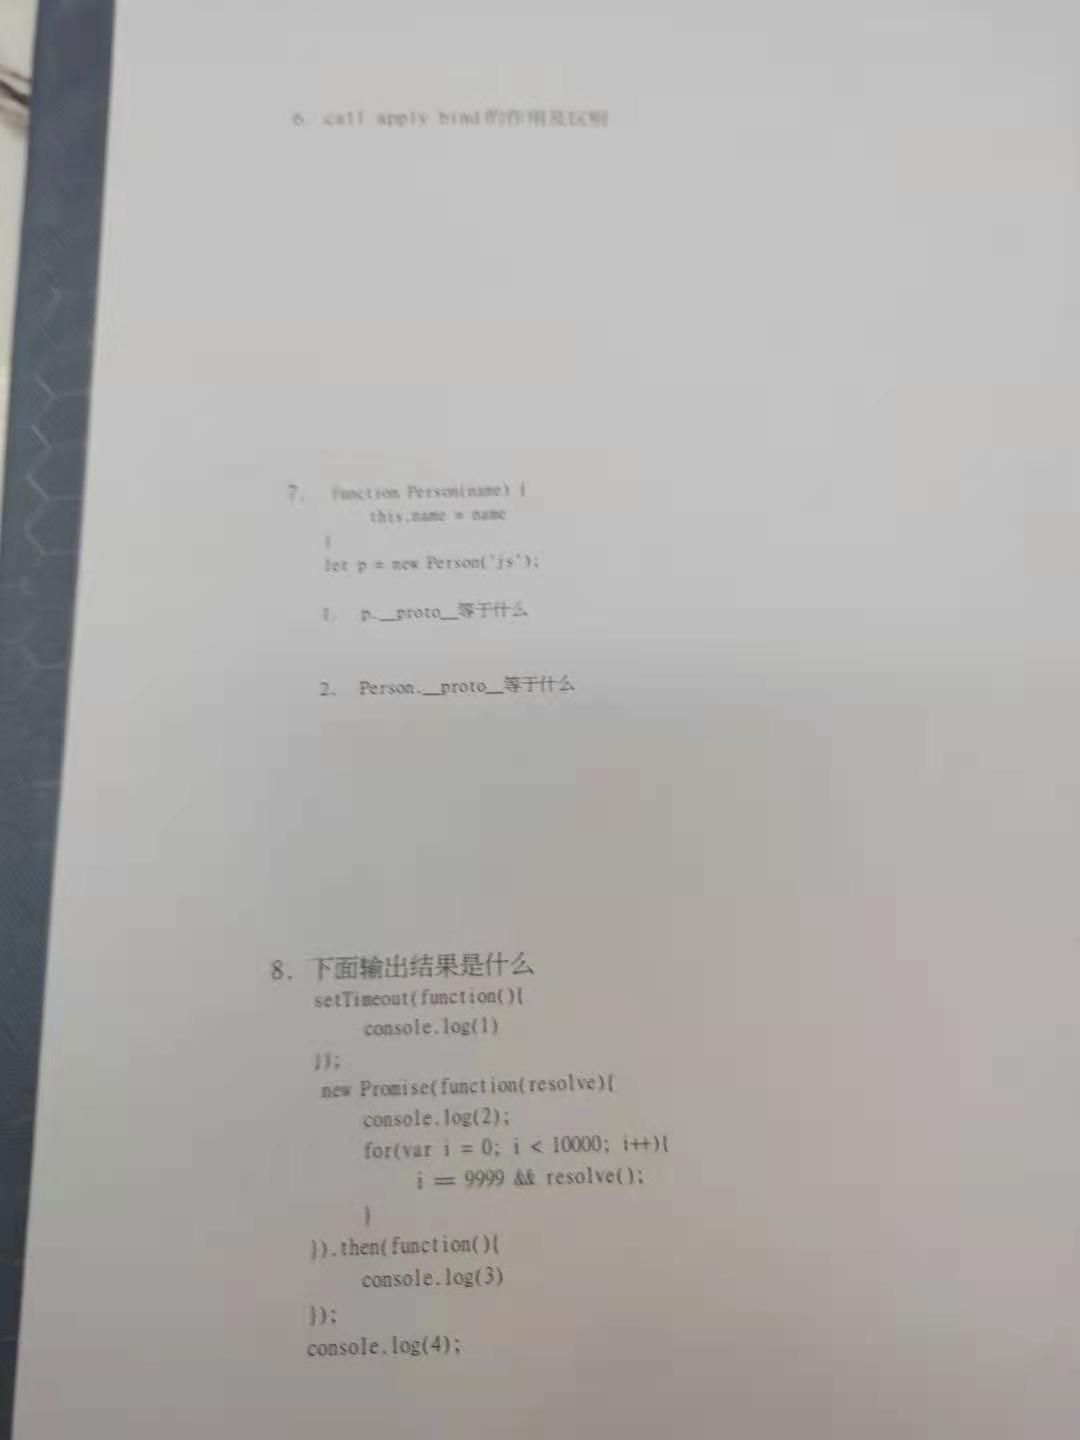 6. call apply bind的作用及区别
7. function Person(name) {
this.name = name
}
let p = new Person('js');
1. p.__proto__等于什么
2. Person.__proto__等于什么
8. 下面输出结果是什么
setTimeout(function(){
console.log(1)
});
new Promise(function(resolve){
console.log(2);
for(var i = 0; i < 10000; i++){
i == 9999 && resolve();
}
}).then(function(){
console.log(3)
});
console.log(4);